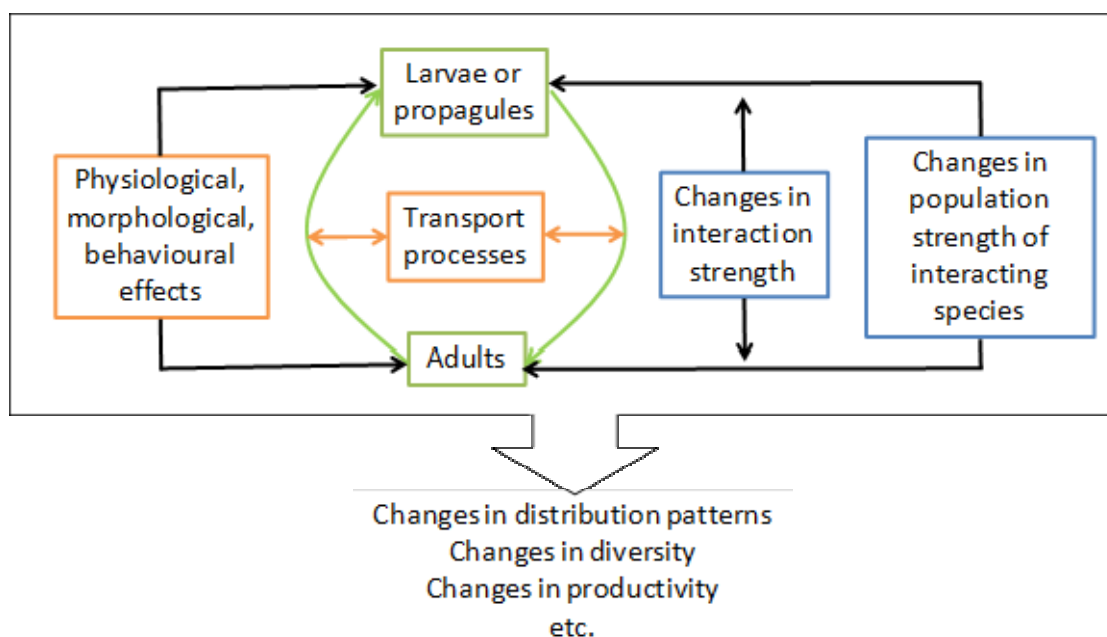 Larvae or
propagules
Physiological,
morphological,
behavioural
effects
Transport
processes
Changes in
interaction
strength
Changes in
population
strength of
interacting
species
Adults
Changes in distribution patterns
Changes in diversity
Changes in productivity
etc.